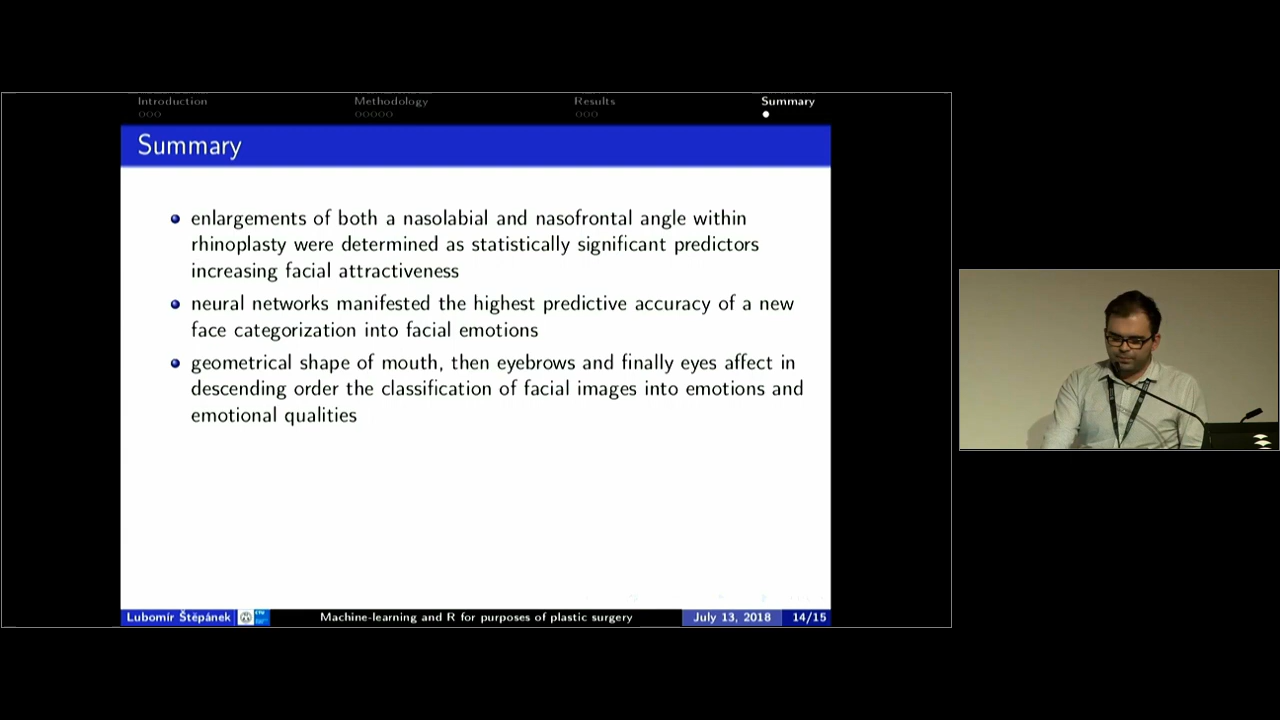 Introduction Methodology Results Summary
Summary
enlargements of both a nasolabial and nasofrontal angle within
rhinoplasty were determined as statistically significant predictors
increasing facial attractiveness
neural networks manifested the highest predictive accuracy of a new
face categorization into facial emotions
geometrical shape of mouth, then eyebrows and finally eyes affect in
descending order the classification of facial images into emotions and
emotional qualities
Lubomír Štěpánek Machine-learning and R for purposes of plastic surgery July 13, 2018 14/15